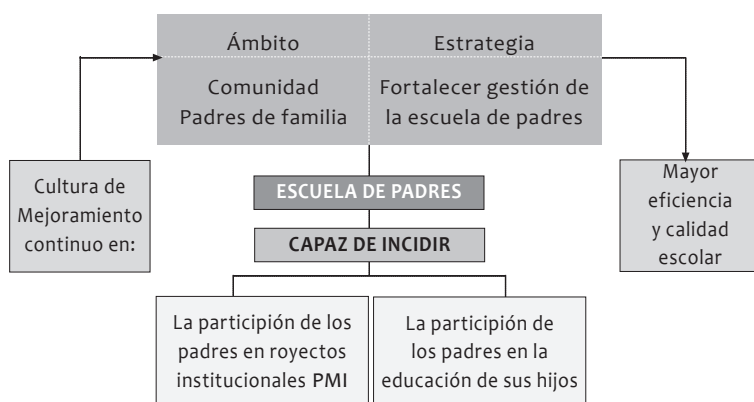 Ámbito
Estrategia
Comunidad
Padres de familia
Fortalecer gestión de
la escuela de padres
Cultura de
Mejoramiento
continuo en:
ESCUELA DE PADRES
Mayor
eficiencia
y calidad
escolar
CAPAZ DE INCIDIR
La participión de los
padres en royectos
institucionales PMI
La participión de
los padres en la
educación de sus hijos